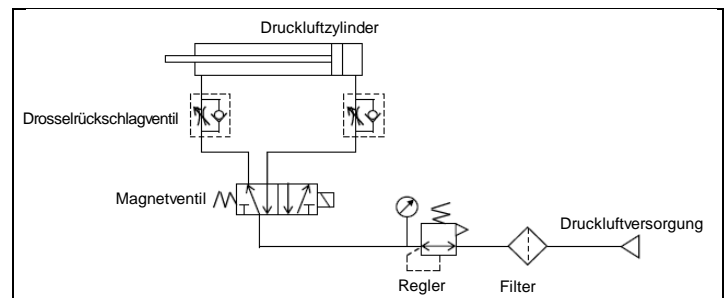 Druckluftzylinder
Drosselrückschlagventil
Magnetventil
Druckluftversorgung
Regler
Filter